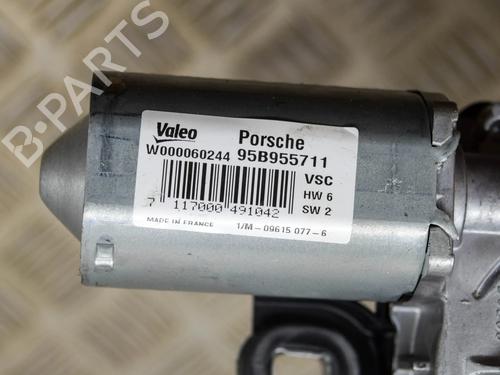 B-PARTS
Valeo Porsche
W000060244 95B955711
VSC
HW 6
SW 2
7 117000 491042
MADE IN FRANCE 1/M-09615 077-6